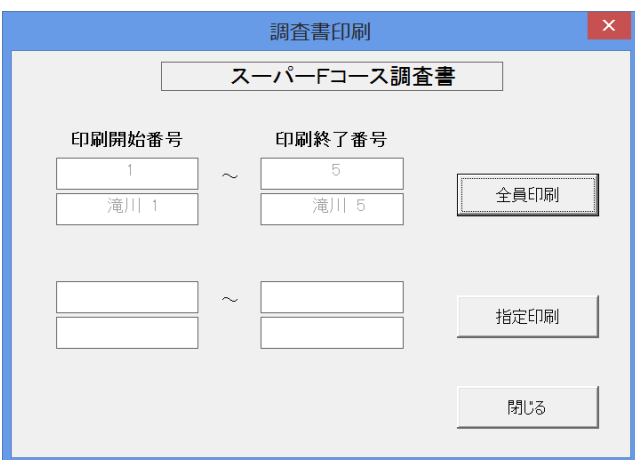 調査書印刷
スーパーFコース調査書
印刷開始番号 印刷終了番号
1 ～ 5
滝川 1 滝川 5
全員印刷
～
指定印刷
閉じる